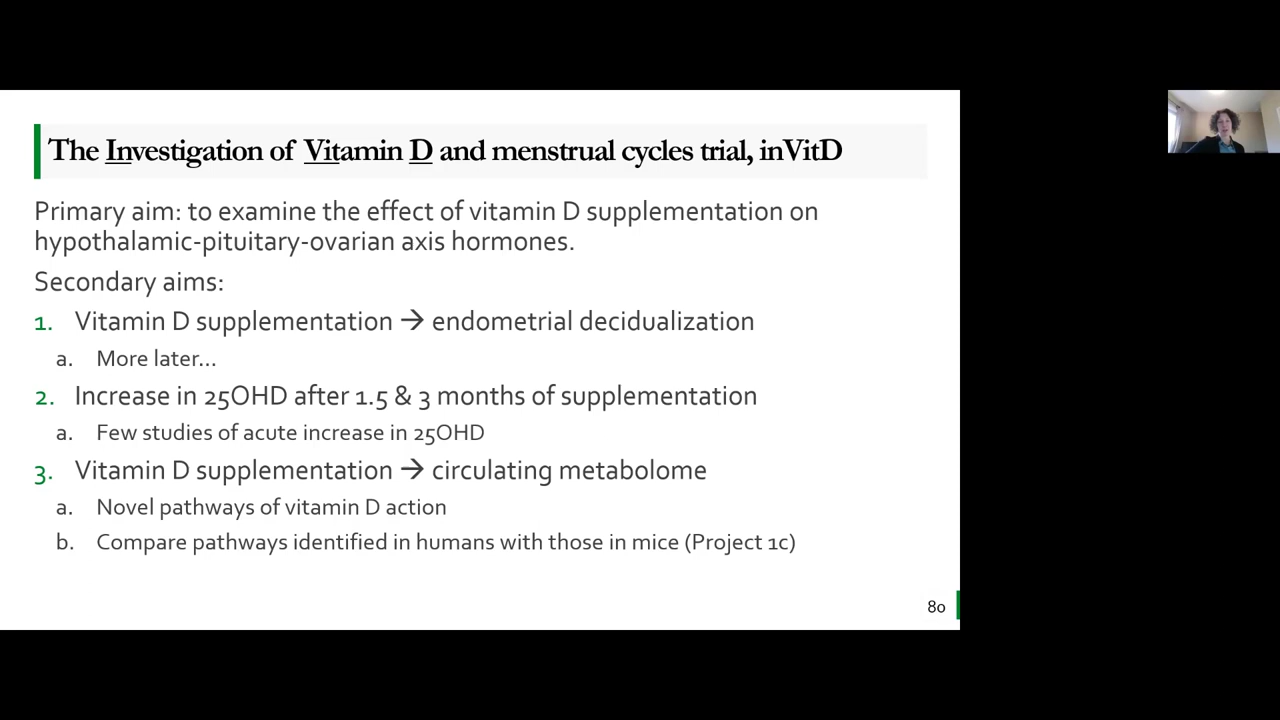 The Investigation of Vitamin D and menstrual cycles trial, inVitD
Primary aim: to examine the effect of vitamin D supplementation on
hypothalamic-pituitary-ovarian axis hormones.
Secondary aims:
1. Vitamin D supplementation → endometrial decidualization
a. More later...
2. Increase in 25OHD after 1.5 & 3 months of supplementation
a. Few studies of acute increase in 25OHD
3. Vitamin D supplementation → circulating metabolome
a. Novel pathways of vitamin D action
b. Compare pathways identified in humans with those in mice (Project 1c)
80